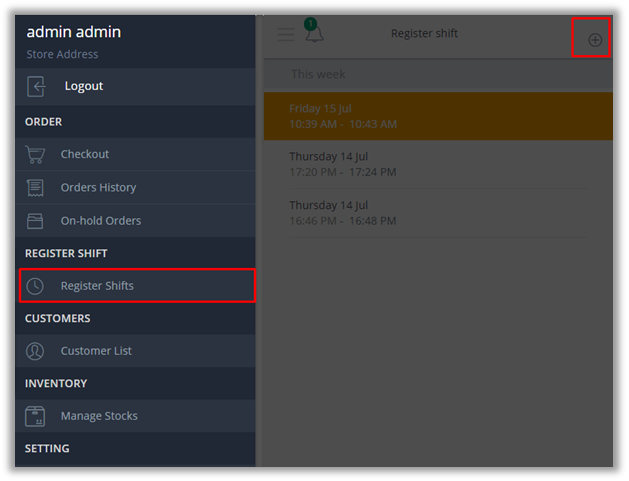 admin admin
Store Address
Logout
ORDER
Checkout
Orders History
On-hold Orders
REGISTER SHIFT
Register Shifts
CUSTOMERS
Customer List
INVENTORY
Manage Stocks
SETTING
1
Register shift
This week
Friday 15 Jul
10:39 AM - 10:43 AM
Thursday 14 Jul
17:20 PM - 17:24 PM
Thursday 14 Jul
16:46 PM - 16:48 PM